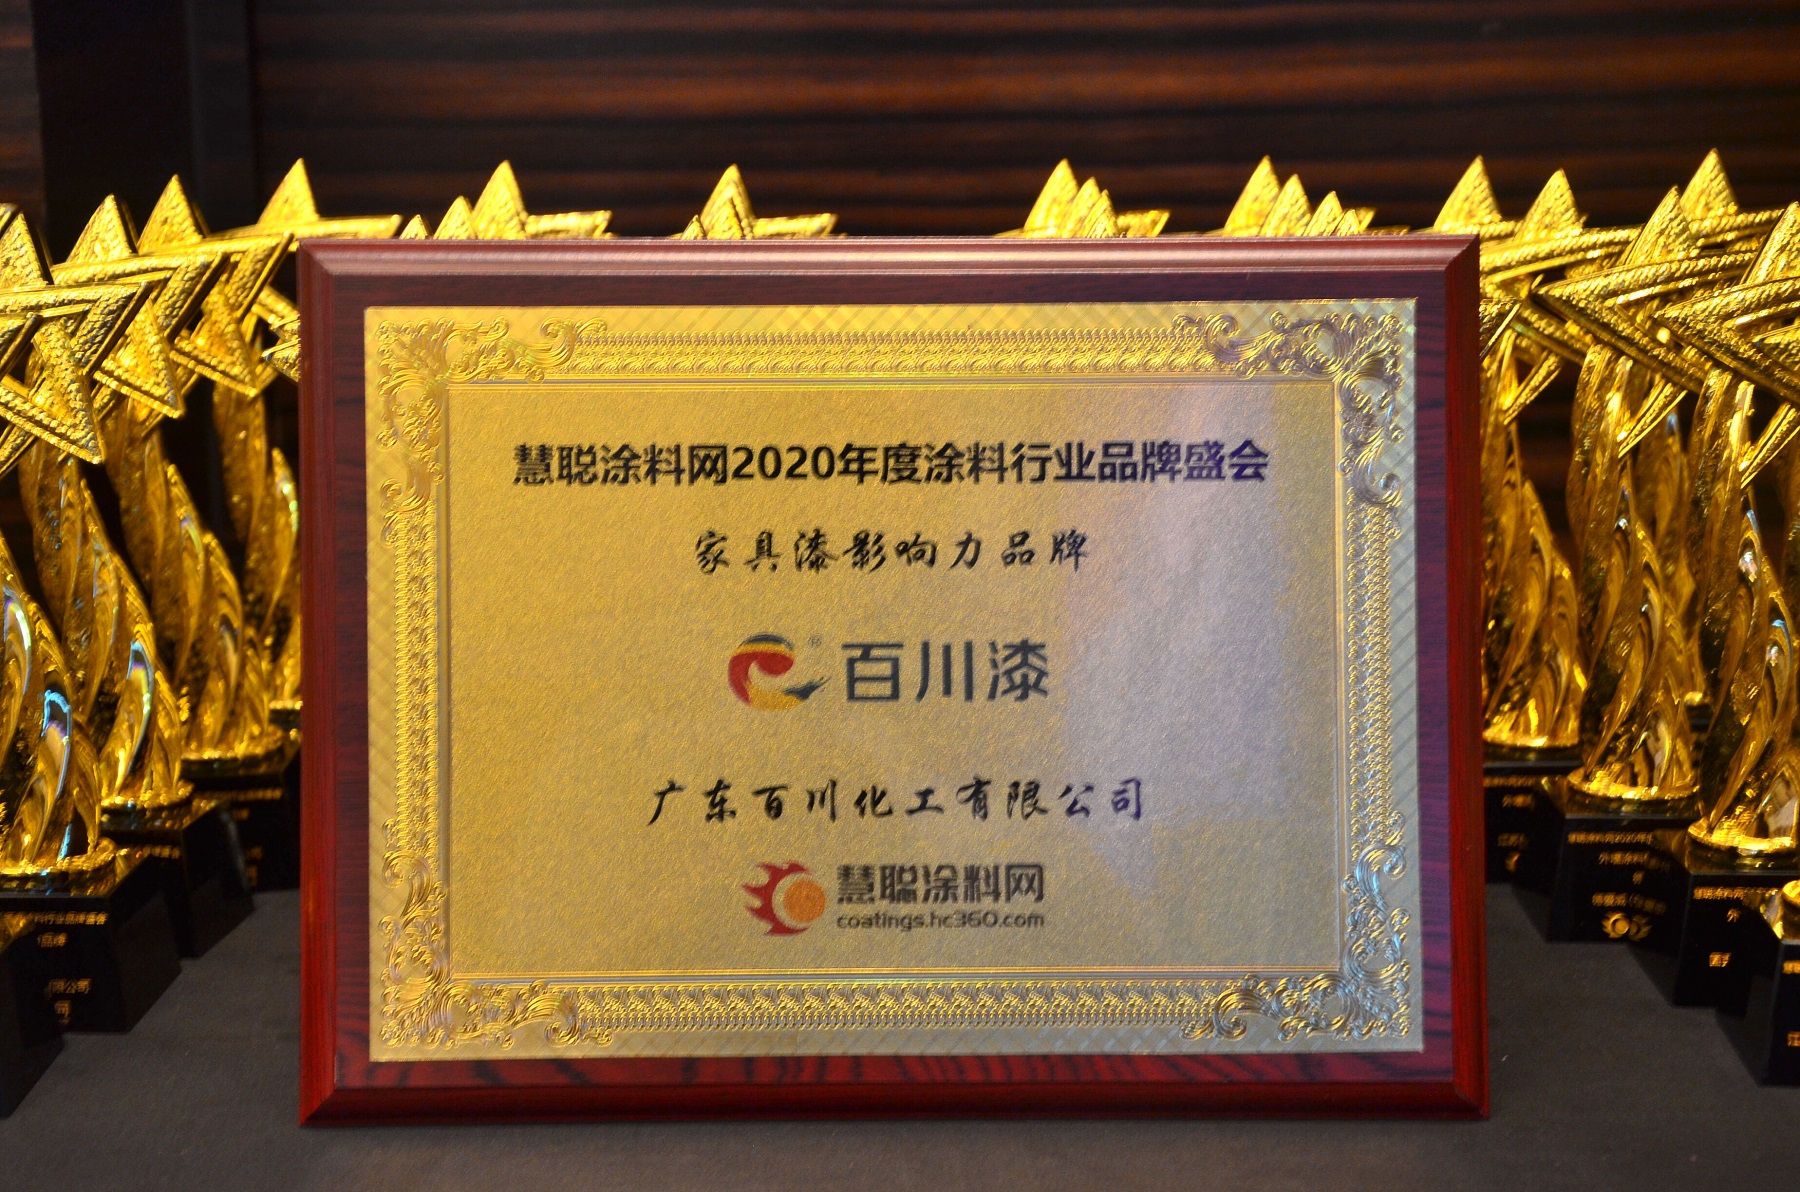 慧聪涂料网2020年度涂料行业品牌盛会
家具漆影响力品牌
®百川漆
广东百川化工有限公司
慧聪涂料网
coatings.hc360.com